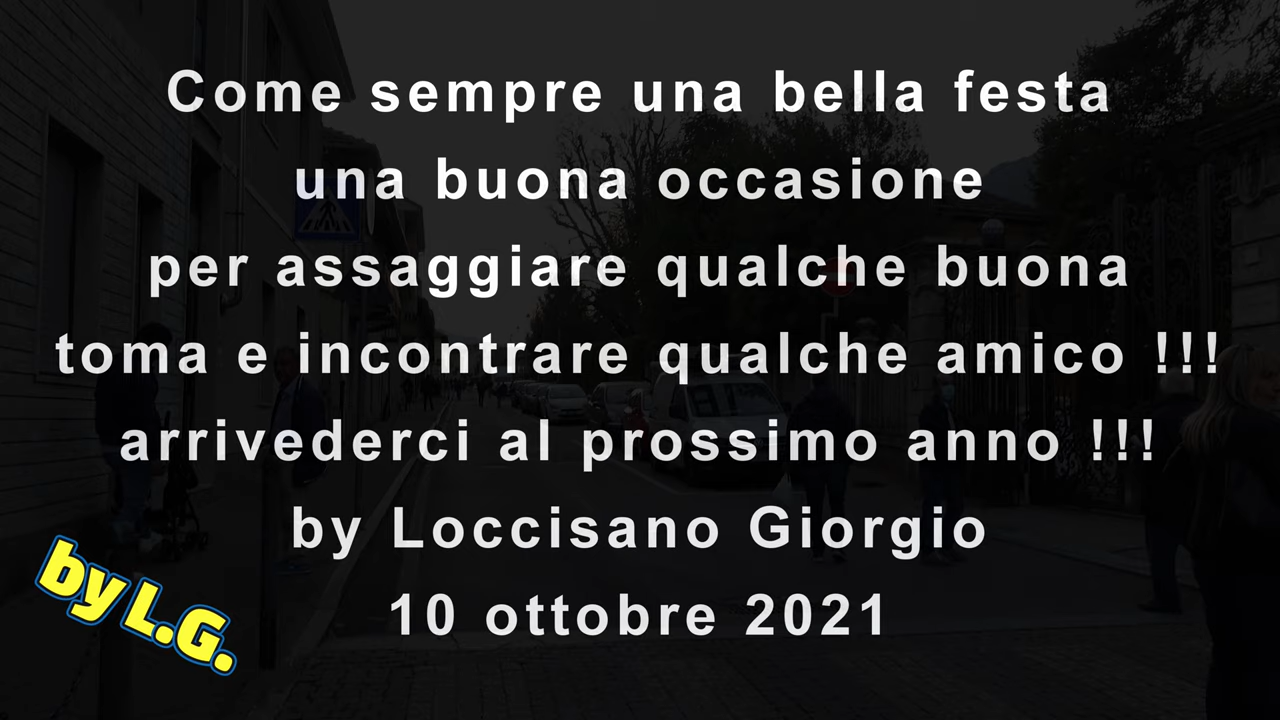 Come sempre una bella festa
una buona occasione
per assaggiare qualche buona
toma e incontrare qualche amico !!!
arrivederci al prossimo anno !!!
by Loccisano Giorgio
10 ottobre 2021
by L.G.